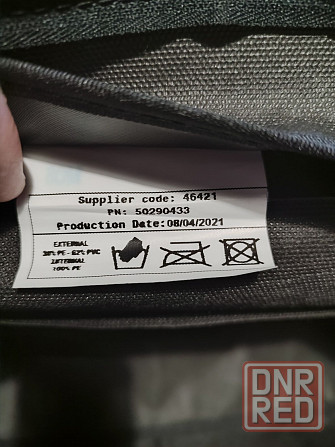 Supplier code: 46421
PN: 50290433
Production Date:08/04/2021
EXTERNAL
38% PE - 62% PVC
INTERNAL
100% PE
DNR
RED